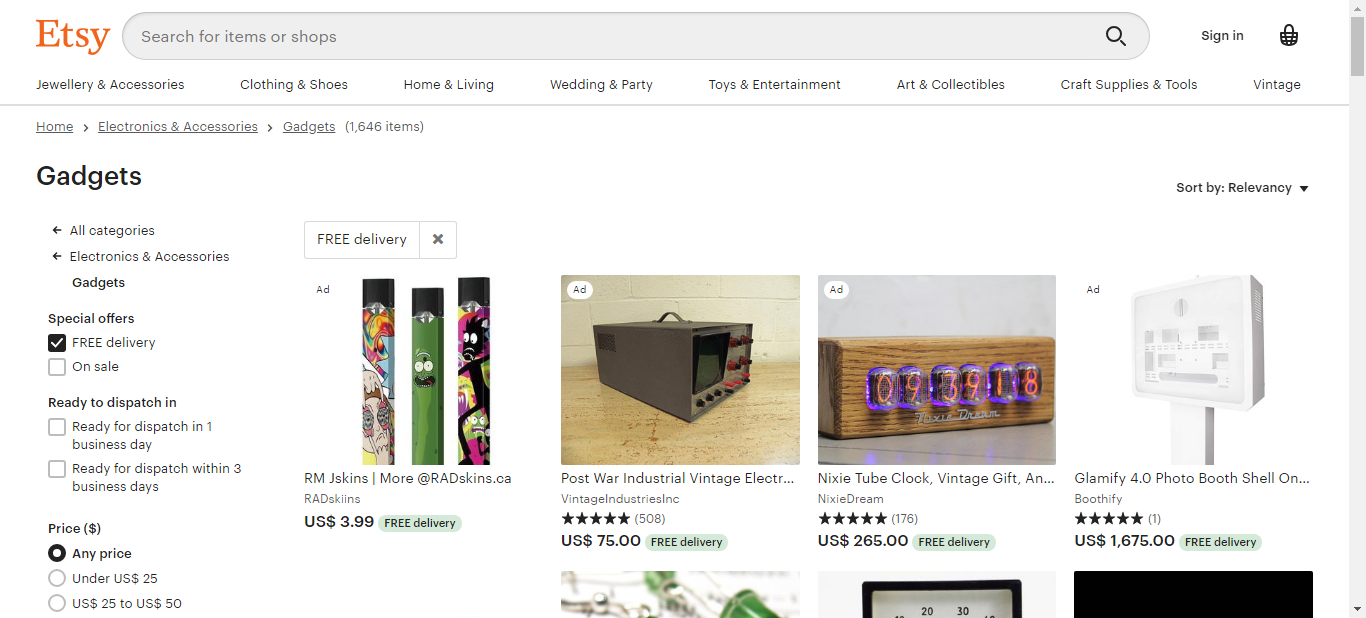 Etsy
Search for items or shops
Sign in
Jewellery & Accessories
Clothing & Shoes
Home & Living
Wedding & Party
Toys & Entertainment
Art & Collectibles
Craft Supplies & Tools
Vintage
Home > Electronics & Accessories > Gadgets (1,646 items)
Gadgets
Sort by: Relevancy
All categories
Electronics & Accessories
Gadgets
Special offers
FREE delivery
On sale
Ready to dispatch in
Ready for dispatch in 1
business day
Ready for dispatch within 3
business days
Price ($)
Any price
Under US$ 25
US$ 25 to US$ 50
FREE delivery
Ad
RM Jskins | More @RADskins.ca
RADskiins
US$ 3.99 FREE delivery
Ad
Post War Industrial Vintage Electr...
VintageIndustriesInc
(508)
US$ 75.00 FREE delivery
Ad
09 39 18
Nixie Dream
Nixie Tube Clock, Vintage Gift, An...
NixieDream
(176)
US$ 265.00 FREE delivery
Ad
Glamify 4.0 Photo Booth Shell On...
Boothify
(1)
US$ 1,675.00 FREE delivery
20 30